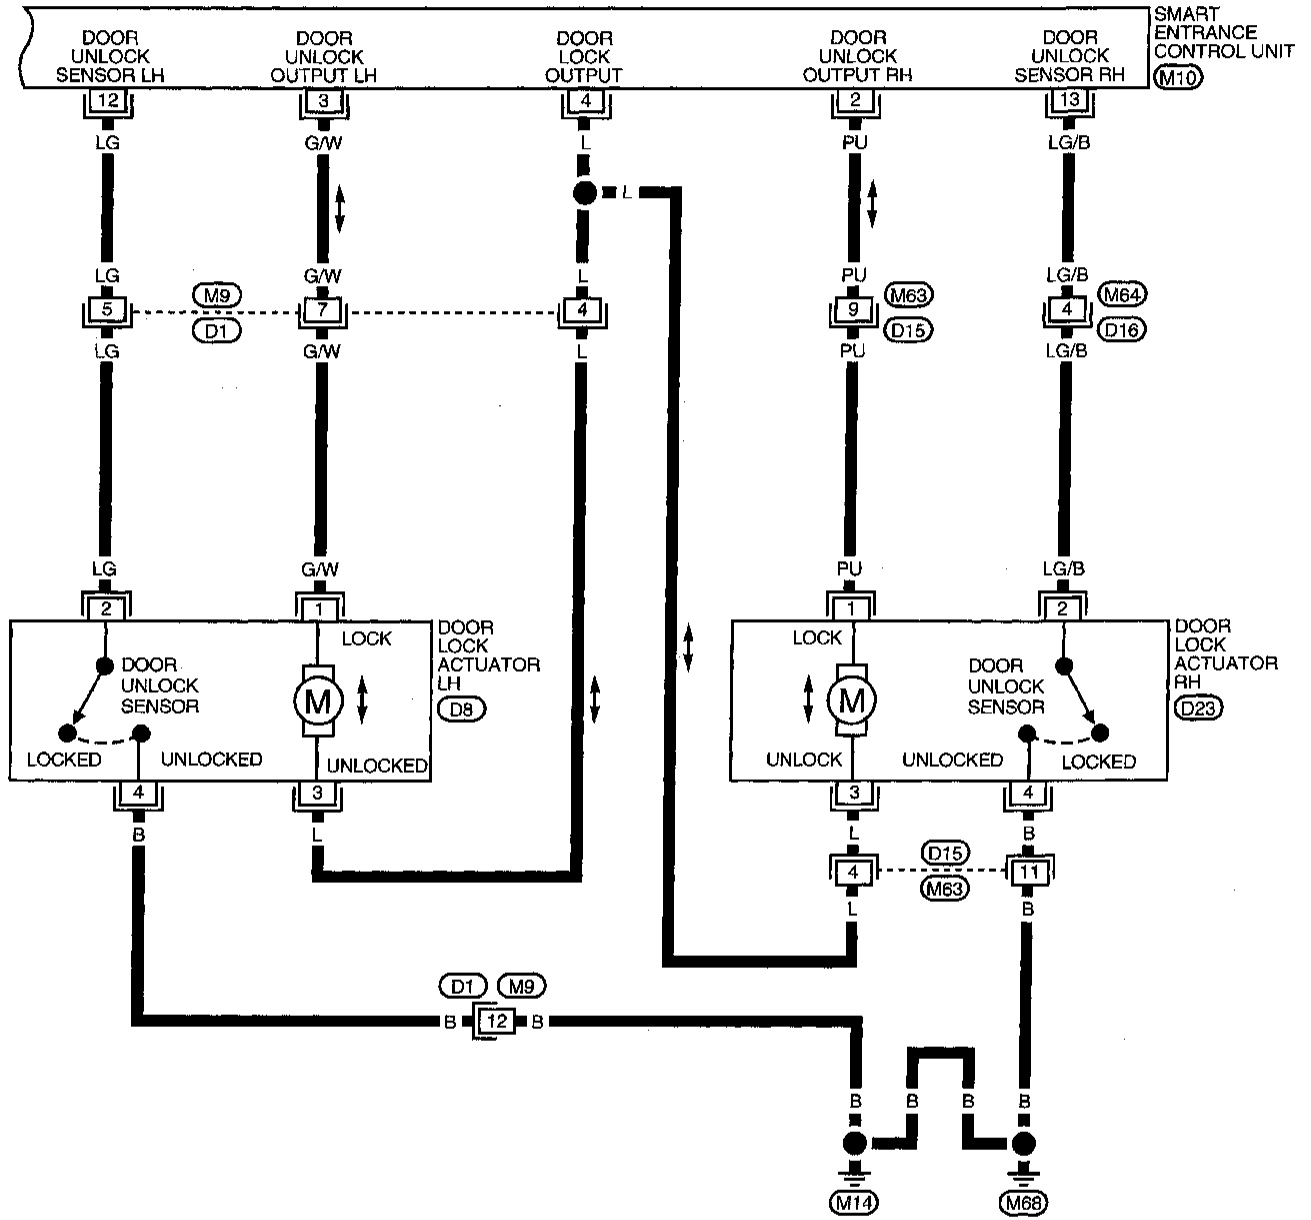 SMART
ENTRANCE
CONTROL UNIT
M10
DOOR
UNLOCK
SENSOR LH
DOOR
UNLOCK
OUTPUT LH
DOOR
LOCK
OUTPUT
DOOR
UNLOCK
OUTPUT RH
DOOR
UNLOCK
SENSOR RH
12
3
4
2
13
LG
G/W
L
PU
LG/B
L
LG
G/W
L
PU
LG/B
5
M9
D1
7
4
9
M63
D15
4
M64
D16
LG
G/W
L
PU
LG/B
LG
G/W
PU
LG/B
2
1
1
2
DOOR
LOCK
ACTUATOR
LH
D8
LOCK
DOOR
UNLOCK
SENSOR
M
LOCKED
UNLOCKED
UNLOCKED
DOOR
LOCK
ACTUATOR
RH
D23
LOCK
DOOR
UNLOCK
SENSOR
M
UNLOCK
UNLOCKED
LOCKED
4
3
3
4
B
L
L
B
4
D15
M63
11
L
B
D1
M9
B
12
B
B
B
B
B
M14
M68